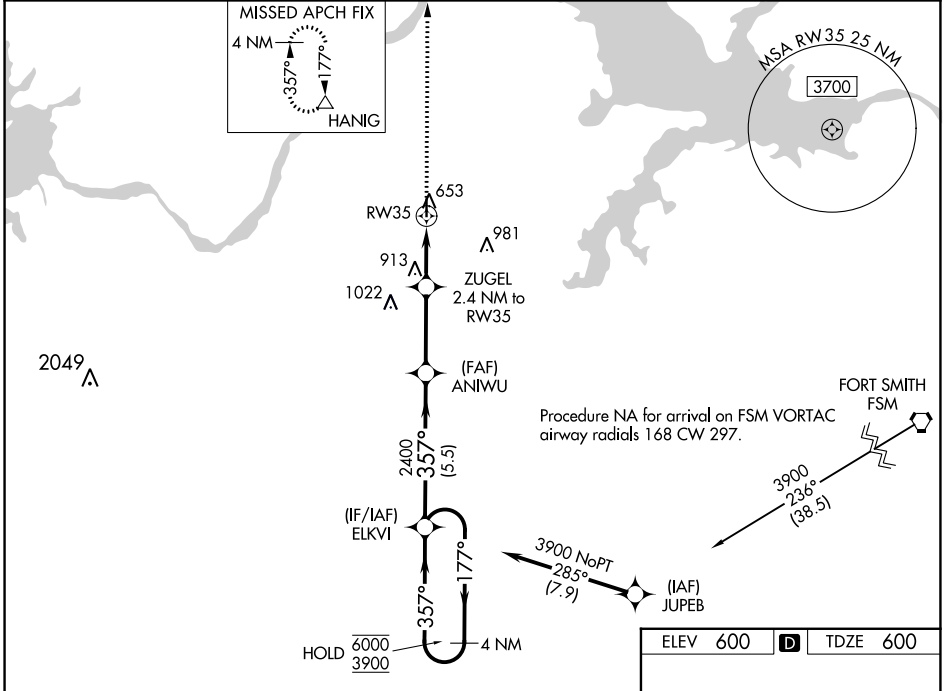 MISSED APCH FIX
4 NM
357°
177°
HANIG
MSA RW35 25 NM
3700
653
RW35
981
913
ZUGEL
2.4 NM to
RW35
1022
2049
(FAF)
ANIWU
FORT SMITH
FSM
Procedure NA for arrival on FSM VORTAC
airway radials 168 CW 297.
2400
357°
(5.5)
3900
236°
(38.5)
(IF/IAF)
ELKVI
3900 NoPT
285°
(7.9)
(IAF)
JUPEB
357°
177°
HOLD 6000
3900
4 NM
ELEV 600 D TDZE 600